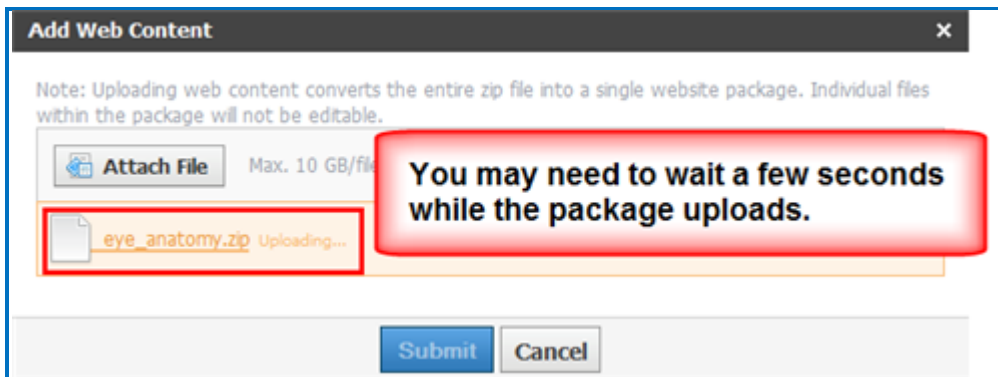 Add Web Content ×
Note: Uploading web content converts the entire zip file into a single website package. Individual files
within the package will not be editable.
Attach File Max. 10 GB/file
You may need to wait a few seconds
while the package uploads.
eye_anatomy.zip Uploading...
Submit Cancel